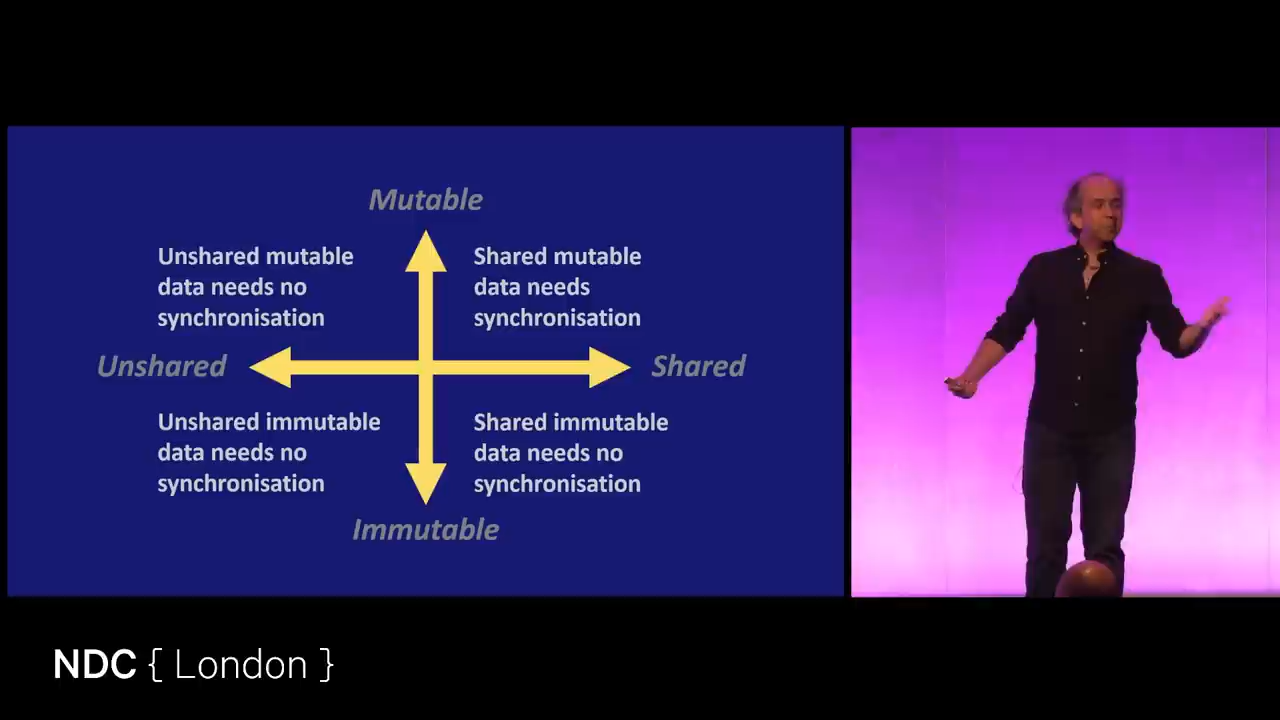 Mutable
Unshared mutable
data needs no
synchronisation
Shared mutable
data needs
synchronisation
Unshared
Shared
Unshared immutable
data needs no
synchronisation
Shared immutable
data needs no
synchronisation
Immutable
NDC { London }